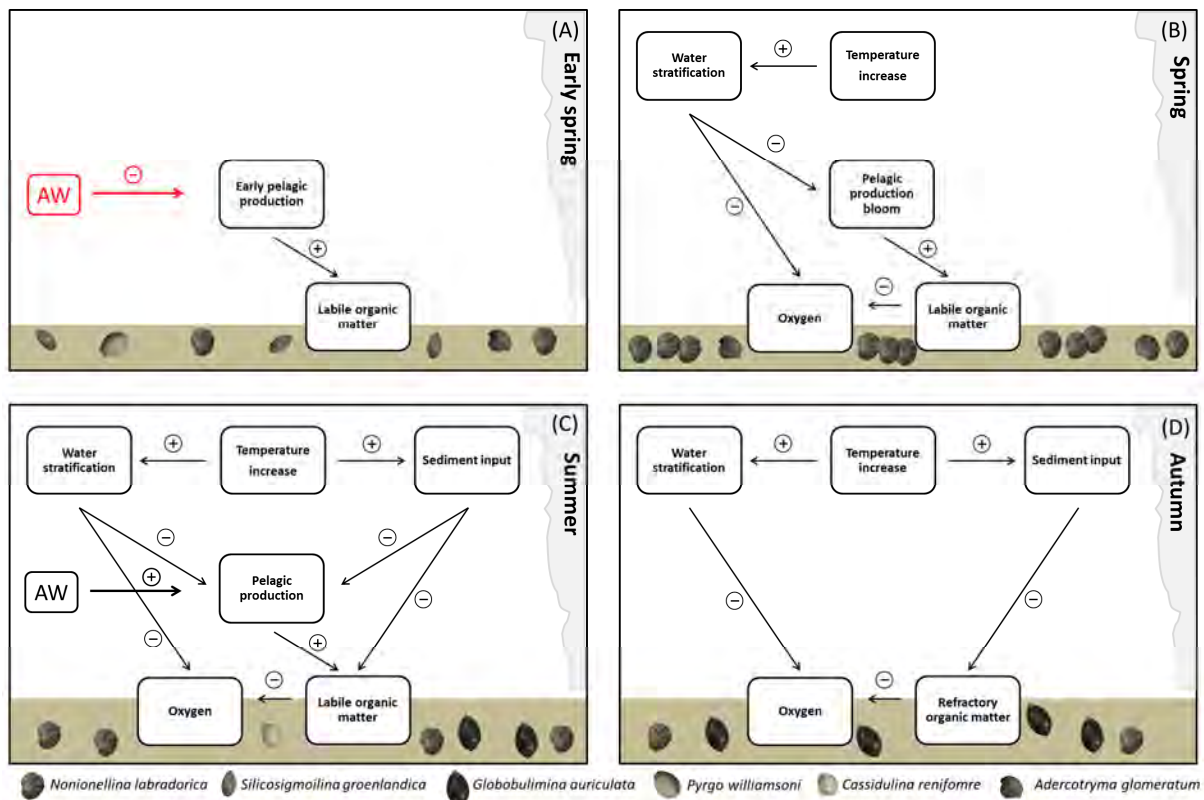 (A)
Early spring
AW
⊖
Early pelagic
production
⊕
Labile organic
matter
(B)
Spring
Water
stratification
⊕
Temperature
increase
⊖
⊖
Pelagic
production
bloom
⊕
Oxygen
⊖
Labile organic
matter
(C)
Summer
Water
stratification
⊕
Temperature
increase
⊕
Sediment input
⊖
⊖
AW
⊕
Pelagic
production
⊖
⊖
⊕
Oxygen
⊖
Labile organic
matter
(D)
Autumn
Water
stratification
⊕
Temperature
increase
⊕
Sediment input
⊖
⊖
Oxygen
⊖
Refractory
organic matter
Nonionellina labradorica
Silicosigmoilina groenlandica
Globobulimina auriculata
Pyrgo williamsoni
Cassidulina renifomre
Adercotryma glomeratum